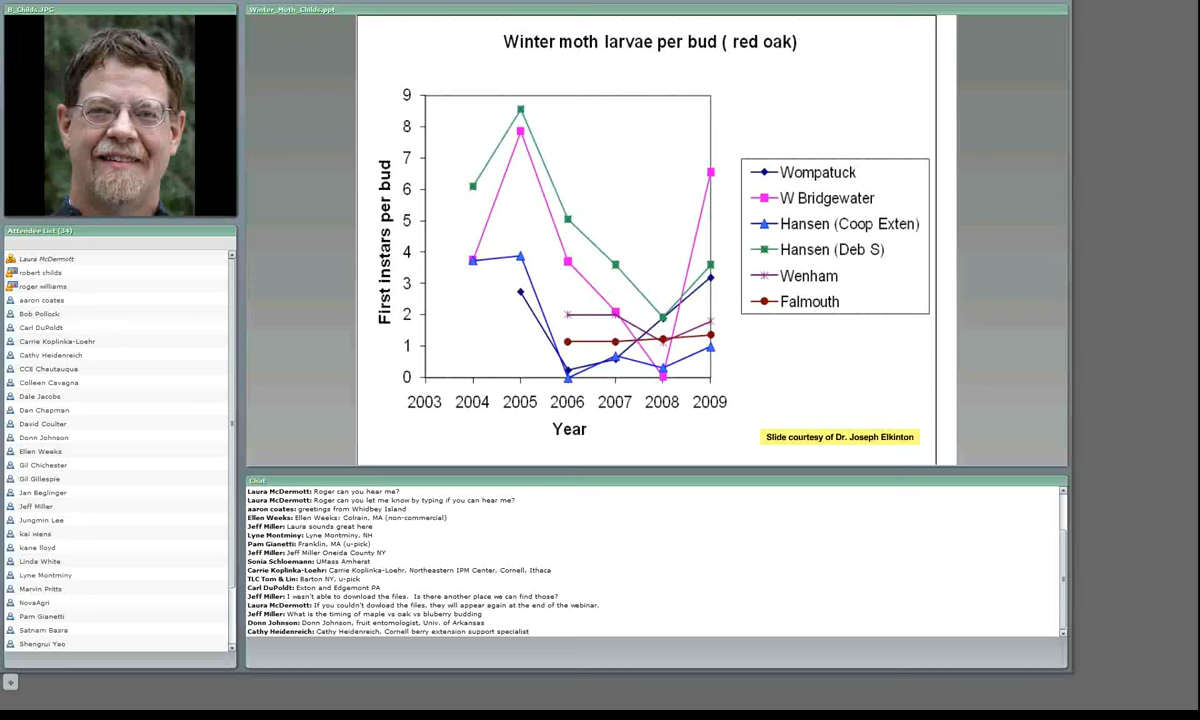 B_Childs.JPG
Attendee List (34)
Laura McDermott
robert childs
roger williams
aaron coates
Bob Pollock
Carl DuPoldt
Carrie Koplinka-Loehr
Cathy Heidenreich
CCE Chautauqua
Colleen Cavagna
Dale Jacobs
Dan Chapman
David Coulter
Donn Johnson
Ellen Weeks
Gil Chichester
Gil Gillespie
Jan Beglinger
Jeff Miller
Jungmin Lee
kai wiens
kane lloyd
Linda White
Lyne Montminy
Marvin Pritts
NovaAgri
Pam Gianetti
Satnam Basra
Shengrui Yao
Winter_Moth_Childs.ppt
Winter moth larvae per bud ( red oak)
First instars per bud
9
8
7
6
5
4
3
2
1
0
2003 2004 2005 2006 2007 2008 2009
Year
Wompatuck
W Bridgewater
Hansen (Coop Exten)
Hansen (Deb S)
Wenham
Falmouth
Slide courtesy of Dr. Joseph Elkinton
Chat
Laura McDermott: Roger can you hear me?
Laura McDermott: Roger can you let me know by typing if you can hear me?
aaron coates: greetings from Whidbey Island
Ellen Weeks: Ellen Weeks: Colrain, MA (non-commercial)
Jeff Miller: Laura sounds great here
Lyne Montminy: Lyne Montminy, NH
Pam Gianetti: Franklin, MA (u-pick)
Jeff Miller: Jeff Miller Oneida County NY
Sonia Schloemann: UMass Amherst
Carrie Koplinka-Loehr: Carrie Koplinka-Loehr, Northeastern IPM Center, Cornell, Ithaca
TLC Tom & Lin: Barton NY, u-pick
Carl DuPoldt: Exton and Edgemont PA
Jeff Miller: I wasn't able to download the files. Is there another place we can find those?
Laura McDermott: If you couldn't dowload the files, they will appear again at the end of the webinar.
Jeff Miller: What is the timing of maple vs oak vs bluberry budding
Donn Johnson: Donn Johnson, fruit entomologist, Univ. of Arkansas
Cathy Heidenreich: Cathy Heidenreich, Cornell berry extension support specialist